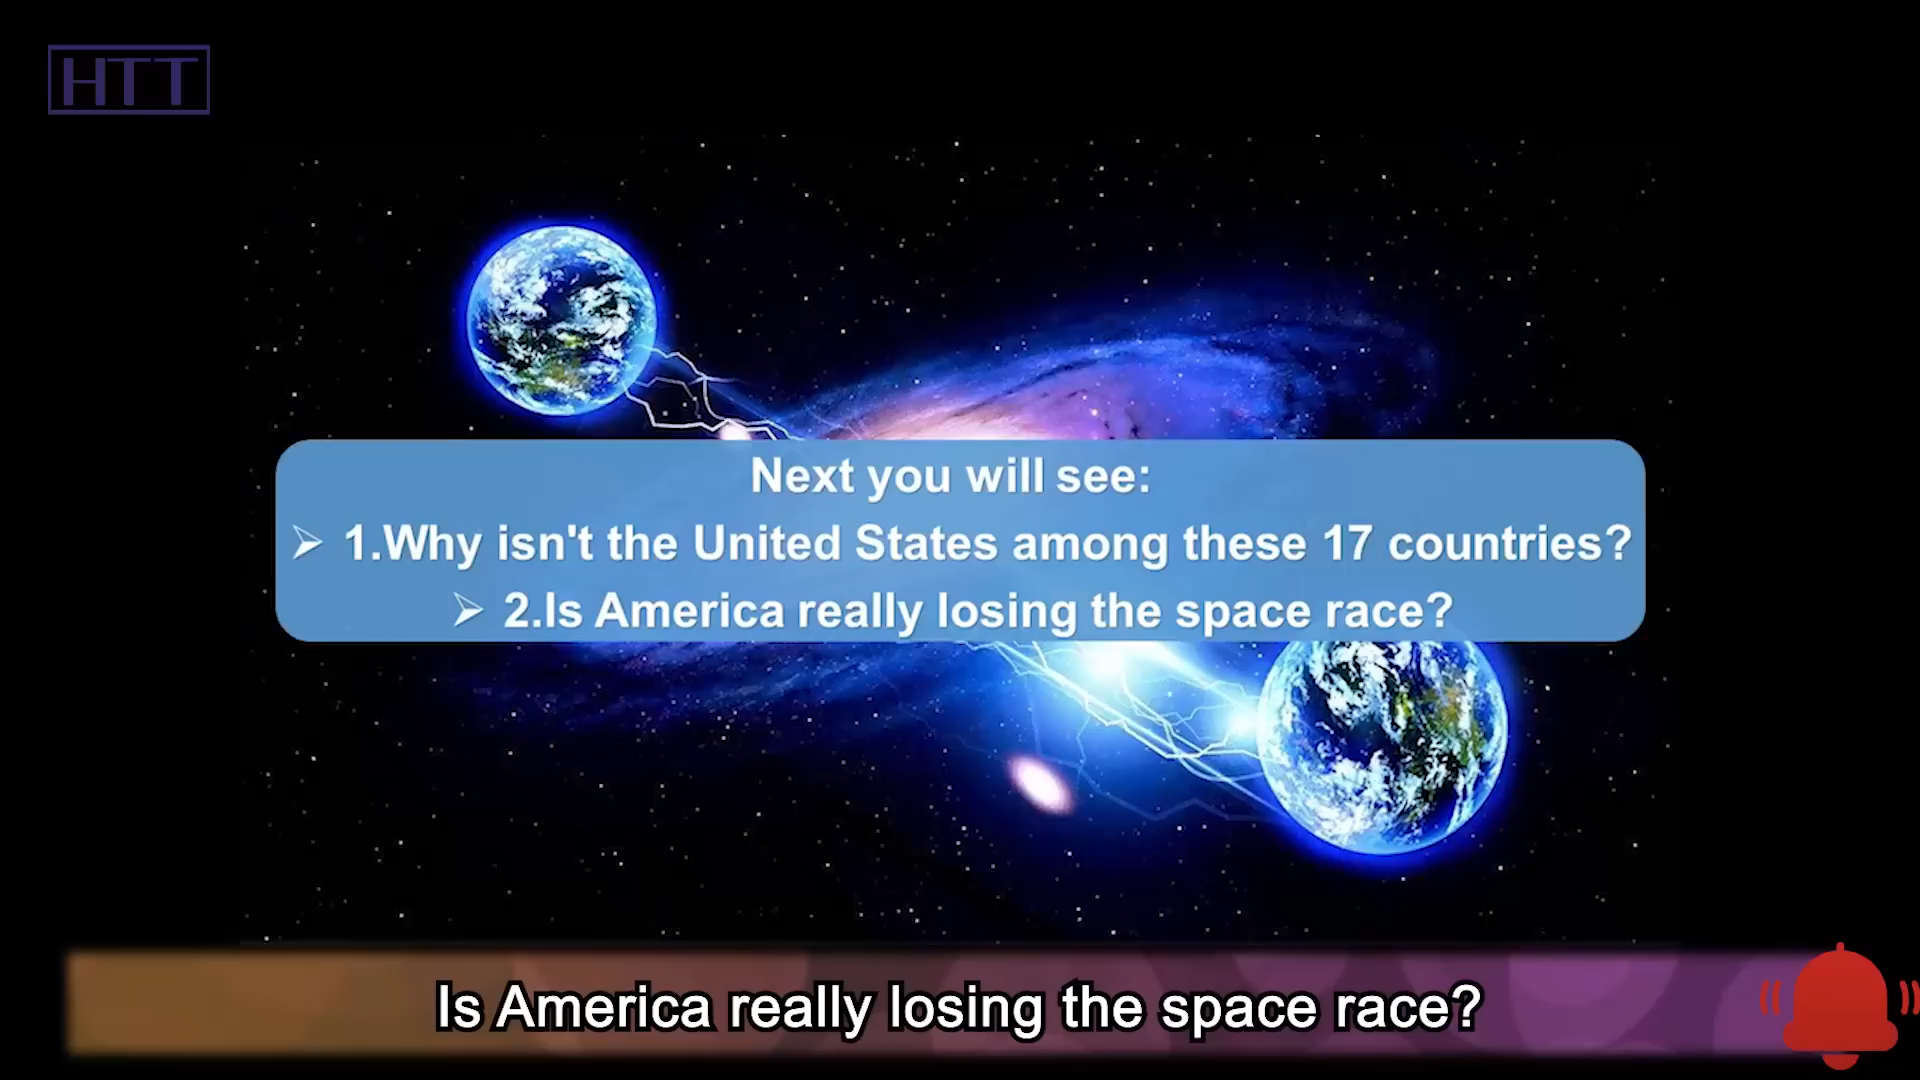 HTT
Next you will see:
➢ 1.Why isn't the United States among these 17 countries?
➢ 2.Is America really losing the space race?
Is America really losing the space race?